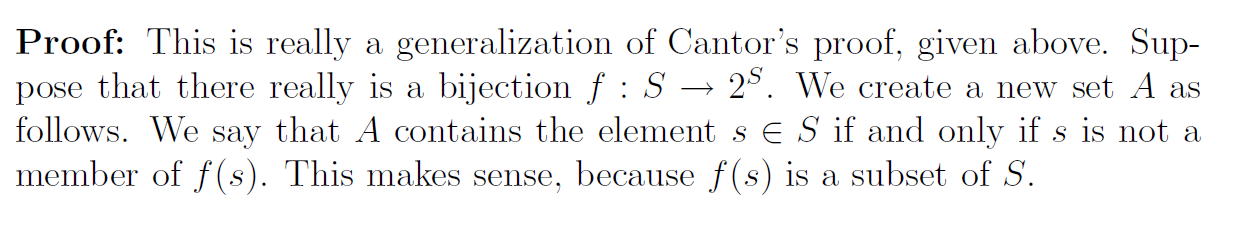 Proof: This is really a generalization of Cantor's proof, given above. Sup-
pose that there really is a bijection f : S → 2^S. We create a new set A as
follows. We say that A contains the element s ∈ S if and only if s is not a
member of f(s). This makes sense, because f(s) is a subset of S.